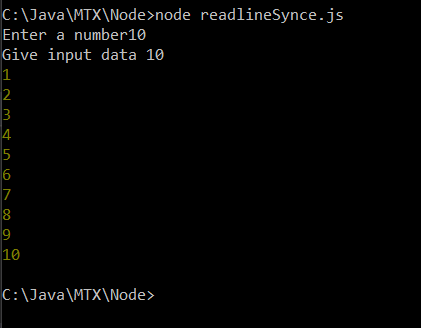 C:\Java\MTX\Node>node readlineSynce.js
Enter a number10
Give input data 10
1
2
3
4
5
6
7
8
9
10
C:\Java\MTX\Node>